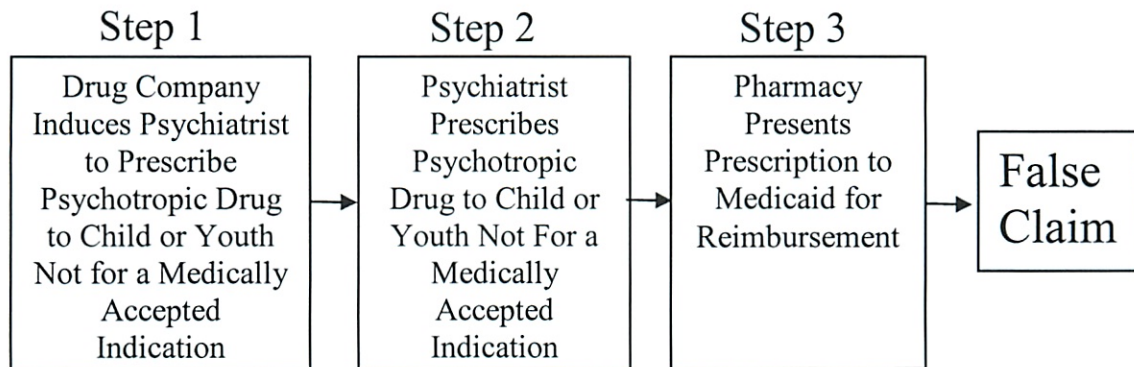 Step 1
Drug Company
Induces Psychiatrist
to Prescribe
Psychotropic Drug
to Child or Youth
Not for a Medically
Accepted
Indication
Step 2
Psychiatrist
Prescribes
Psychotropic
Drug to Child or
Youth Not For a
Medically
Accepted
Indication
Step 3
Pharmacy
Presents
Prescription to
Medicaid for
Reimbursement
False
Claim